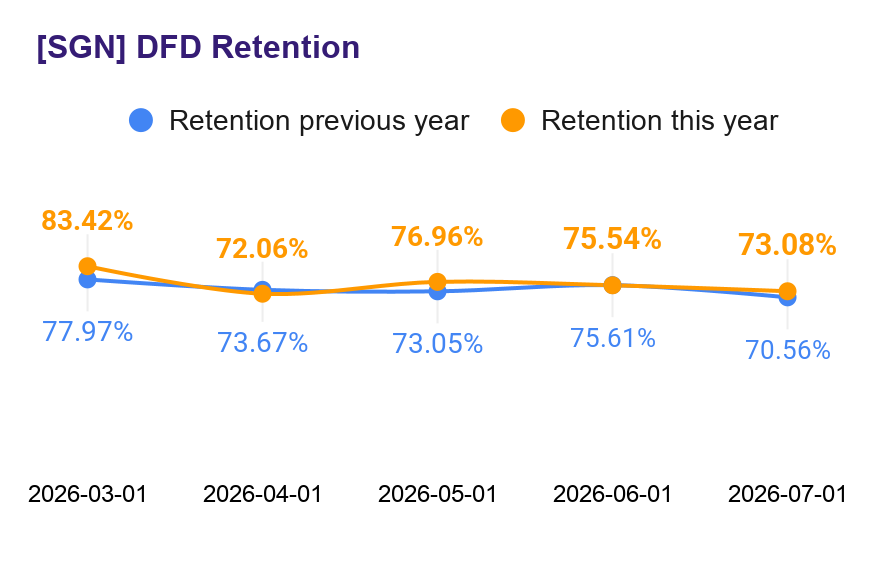 [SGN] DFD Retention
Retention previous year Retention this year
83.42% 72.06% 76.96% 75.54% 73.08%
77.97% 73.67% 73.05% 75.61% 70.56%
2026-03-01 2026-04-01 2026-05-01 2026-06-01 2026-07-01